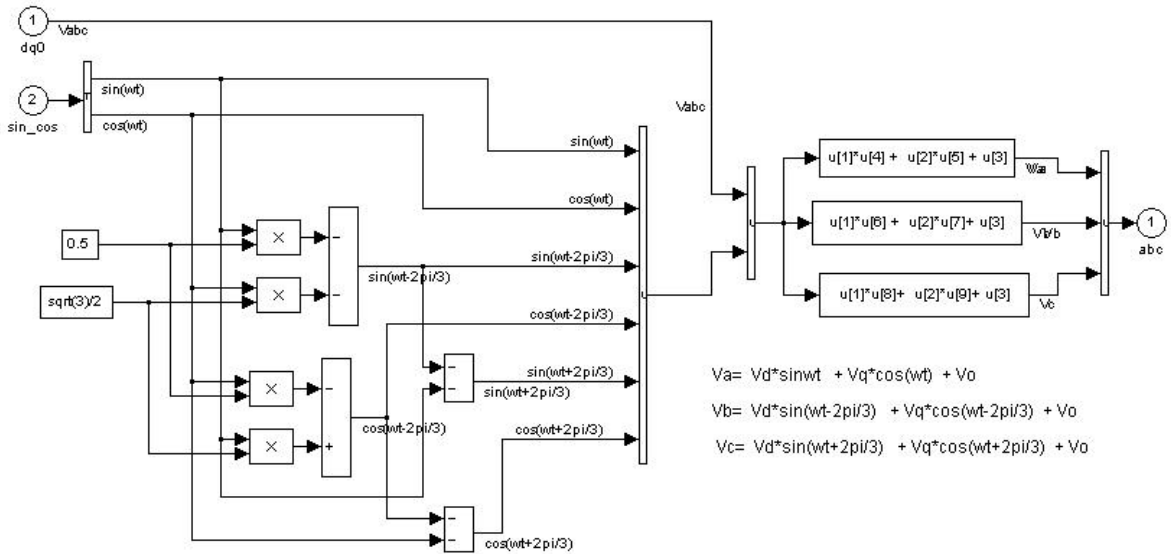 1
Vabc
dq0
2
sin_cos
sin(wt)
cos(wt)
Vabc
sin(wt)
cos(wt)
0.5
×
−
sqrt(3)/2
×
−
sin(wt-2pi/3)
sin(wt-2pi/3)
cos(wt-2pi/3)
×
−
×
+
cos(wt-2pi/3)
−
−
sin(wt+2pi/3)
sin(wt+2pi/3)
cos(wt+2pi/3)
−
−
cos(wt+2pi/3)
u[1]*u[4] + u[2]*u[5] + u[3]
u[1]*u[6] + u[2]*u[7]+ u[3]
Vb/b
u[1]*u[8]+ u[2]*u[9]+ u[3]
Vc
1
abc
Va= Vd*sinwt + Vq*cos(wt) + Vo
Vb= Vd*sin(wt-2pi/3) + Vq*cos(wt-2pi/3) + Vo
Vc= Vd*sin(wt+2pi/3) + Vq*cos(wt+2pi/3) + Vo